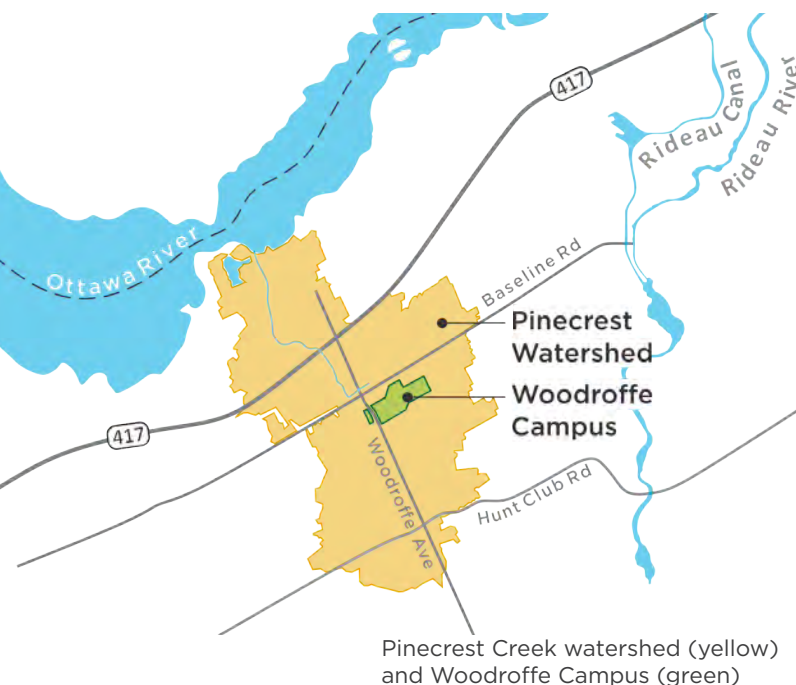 417
Rideau Canal
Rideau River
Ottawa River
Baseline Rd
Pinecrest
Watershed
Woodroffe
Campus
417
Woodroffe Ave
Hunt Club Rd
Pinecrest Creek watershed (yellow)
and Woodroffe Campus (green)